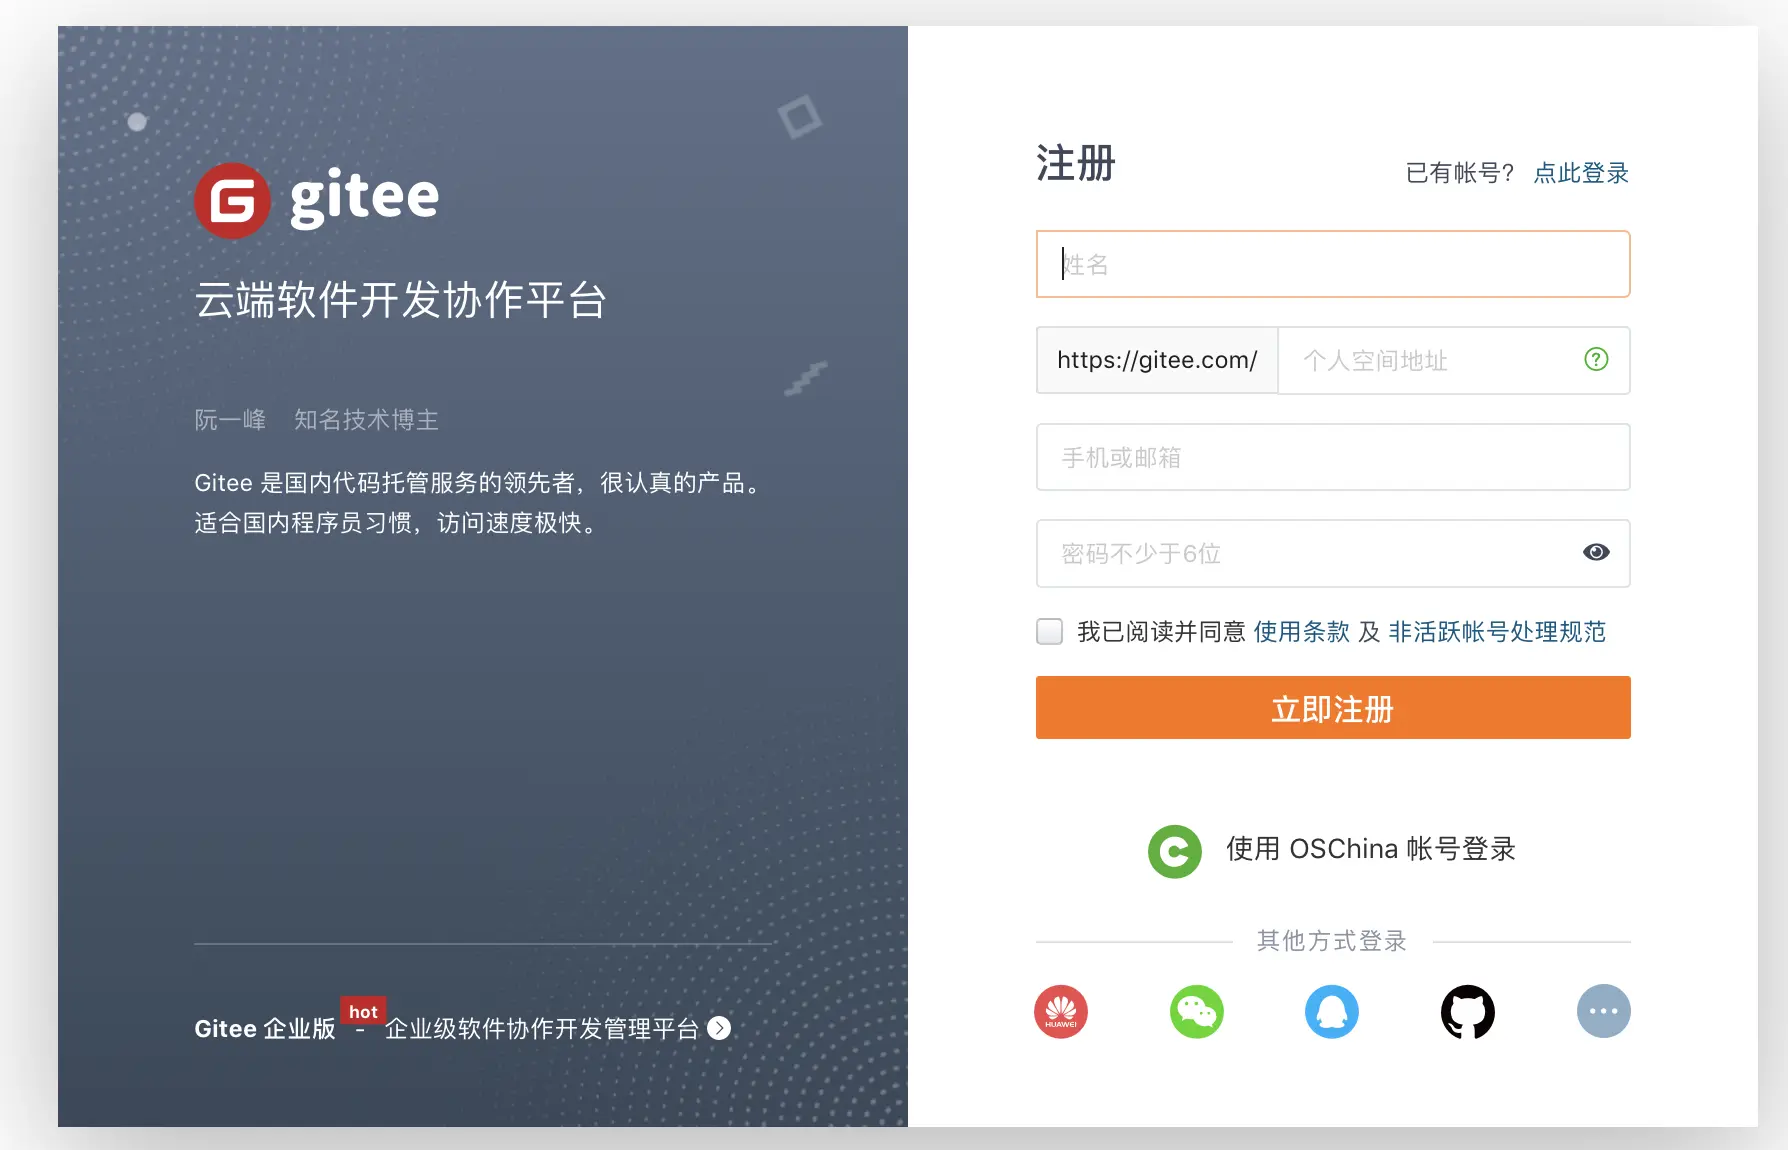 gitee
云端软件开发协作平台
阮一峰 知名技术博主
Gitee 是国内代码托管服务的领先者，很认真的产品。
适合国内程序员习惯，访问速度极快。
hot
Gitee 企业版 - 企业级软件协作开发管理平台
注册
已有帐号？ 点此登录
姓名
https://gitee.com/ 个人空间地址
手机或邮箱
密码不少于6位
我已阅读并同意 使用条款 及 非活跃帐号处理规范
立即注册
使用 OSChina 帐号登录
其他方式登录
HUAWEI